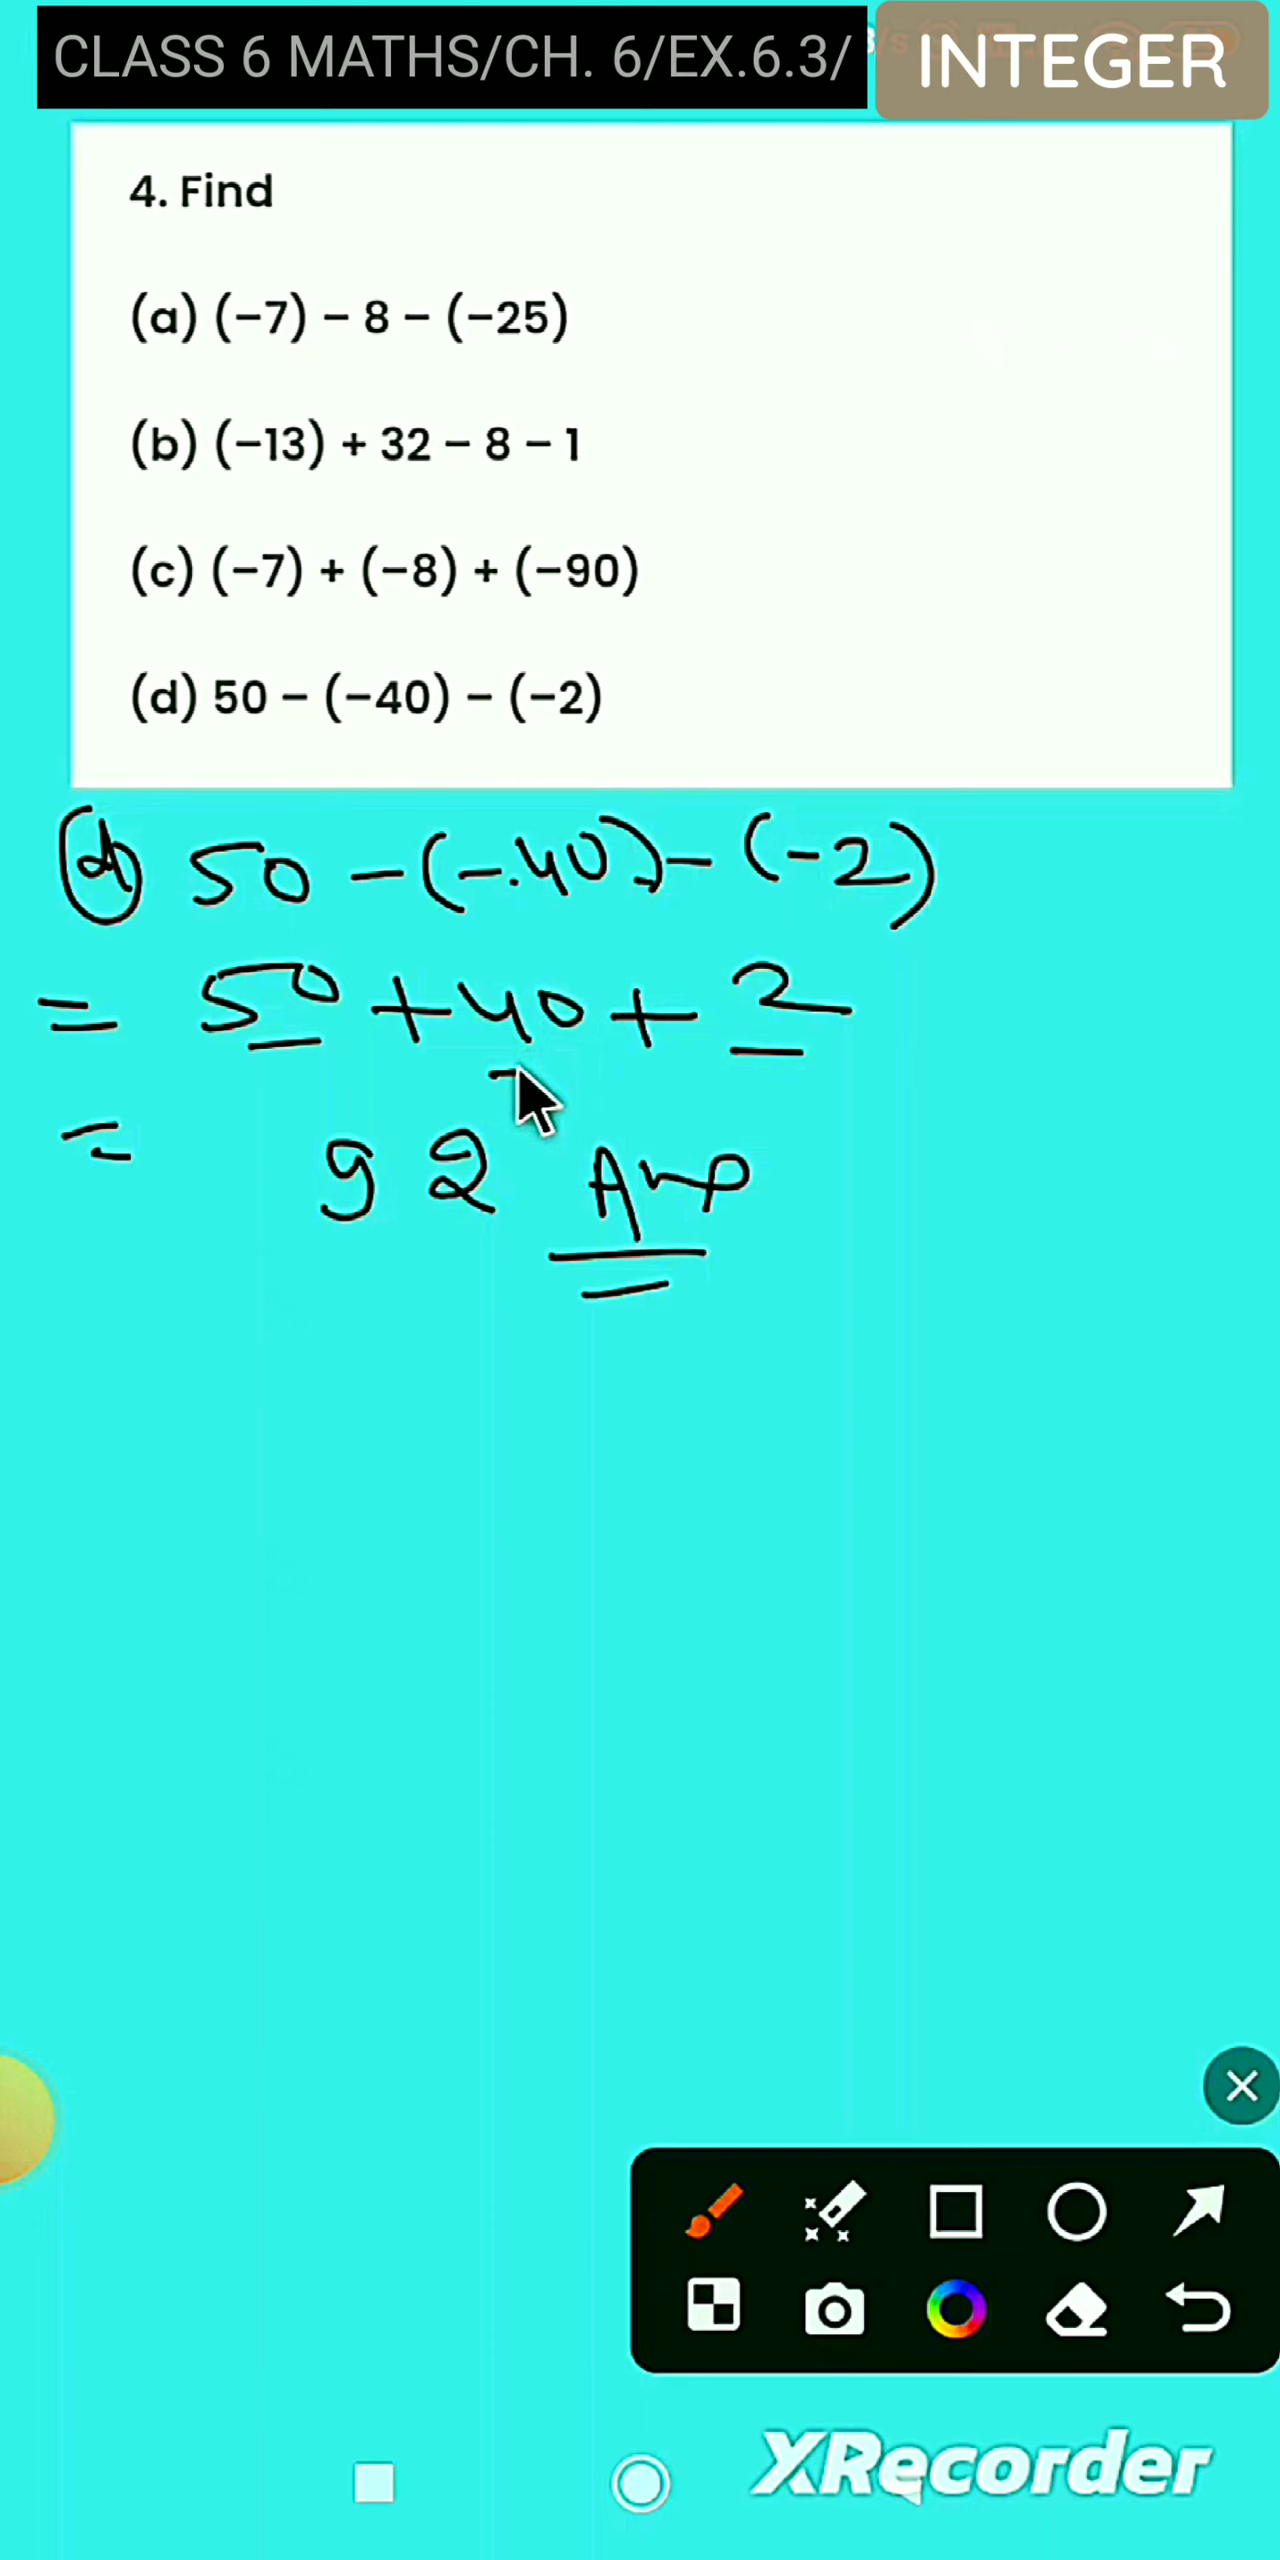 CLASS 6 MATHS/CH. 6/EX.6.3/ INTEGER
4. Find
(a) (−7) − 8 − (−25)
(b) (−13) + 32 − 8 − 1
(c) (−7) + (−8) + (−90)
(d) 50 − (−40) − (−2)
(d) 50 − (−40) − (−2)
= 50 + 40 + 2
= 92 Ans
XRecorder